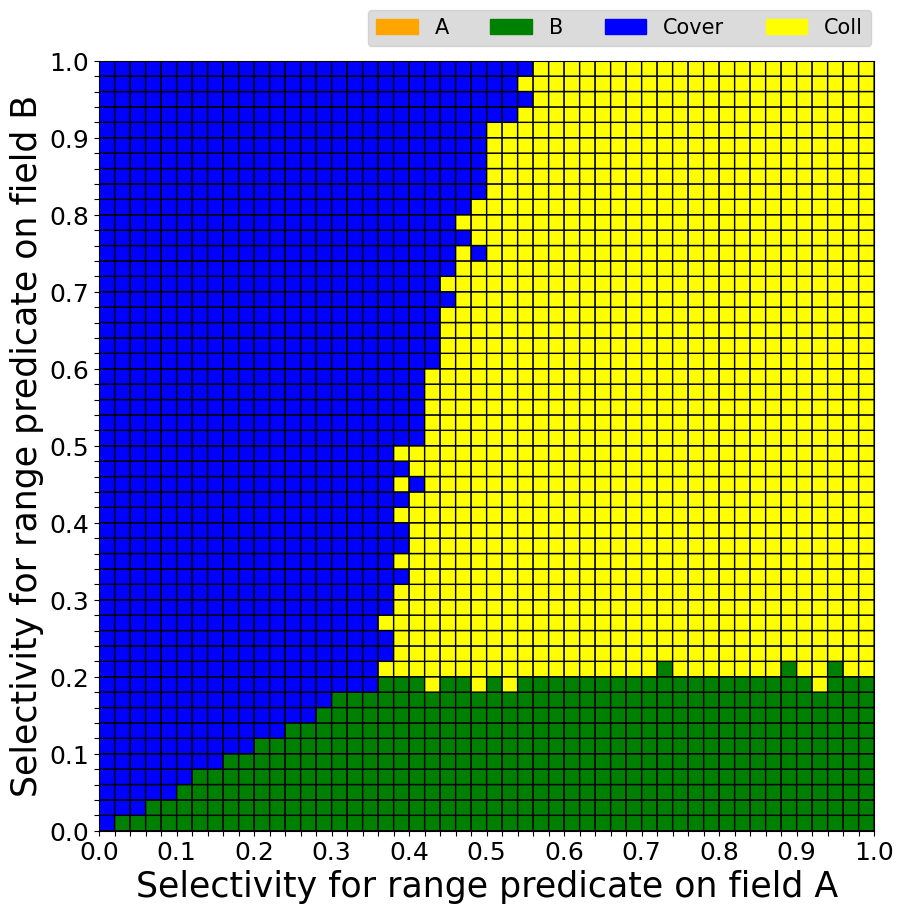 A B Cover Coll
1.0
0.9
0.8
0.7
0.6
0.5
0.4
0.3
0.2
0.1
0.0
Selectivity for range predicate on field B
0.0 0.1 0.2 0.3 0.4 0.5 0.6 0.7 0.8 0.9 1.0
Selectivity for range predicate on field A